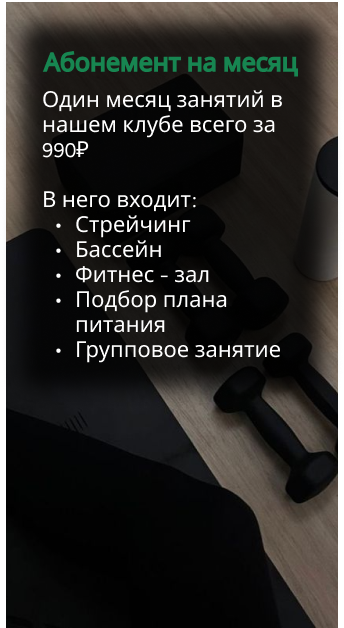 Абонемент на месяц
Один месяц занятий в
нашем клубе всего за
990₽
В него входит:
• Стрейчинг
• Бассейн
• Фитнес - зал
• Подбор плана
питания
• Групповое занятие